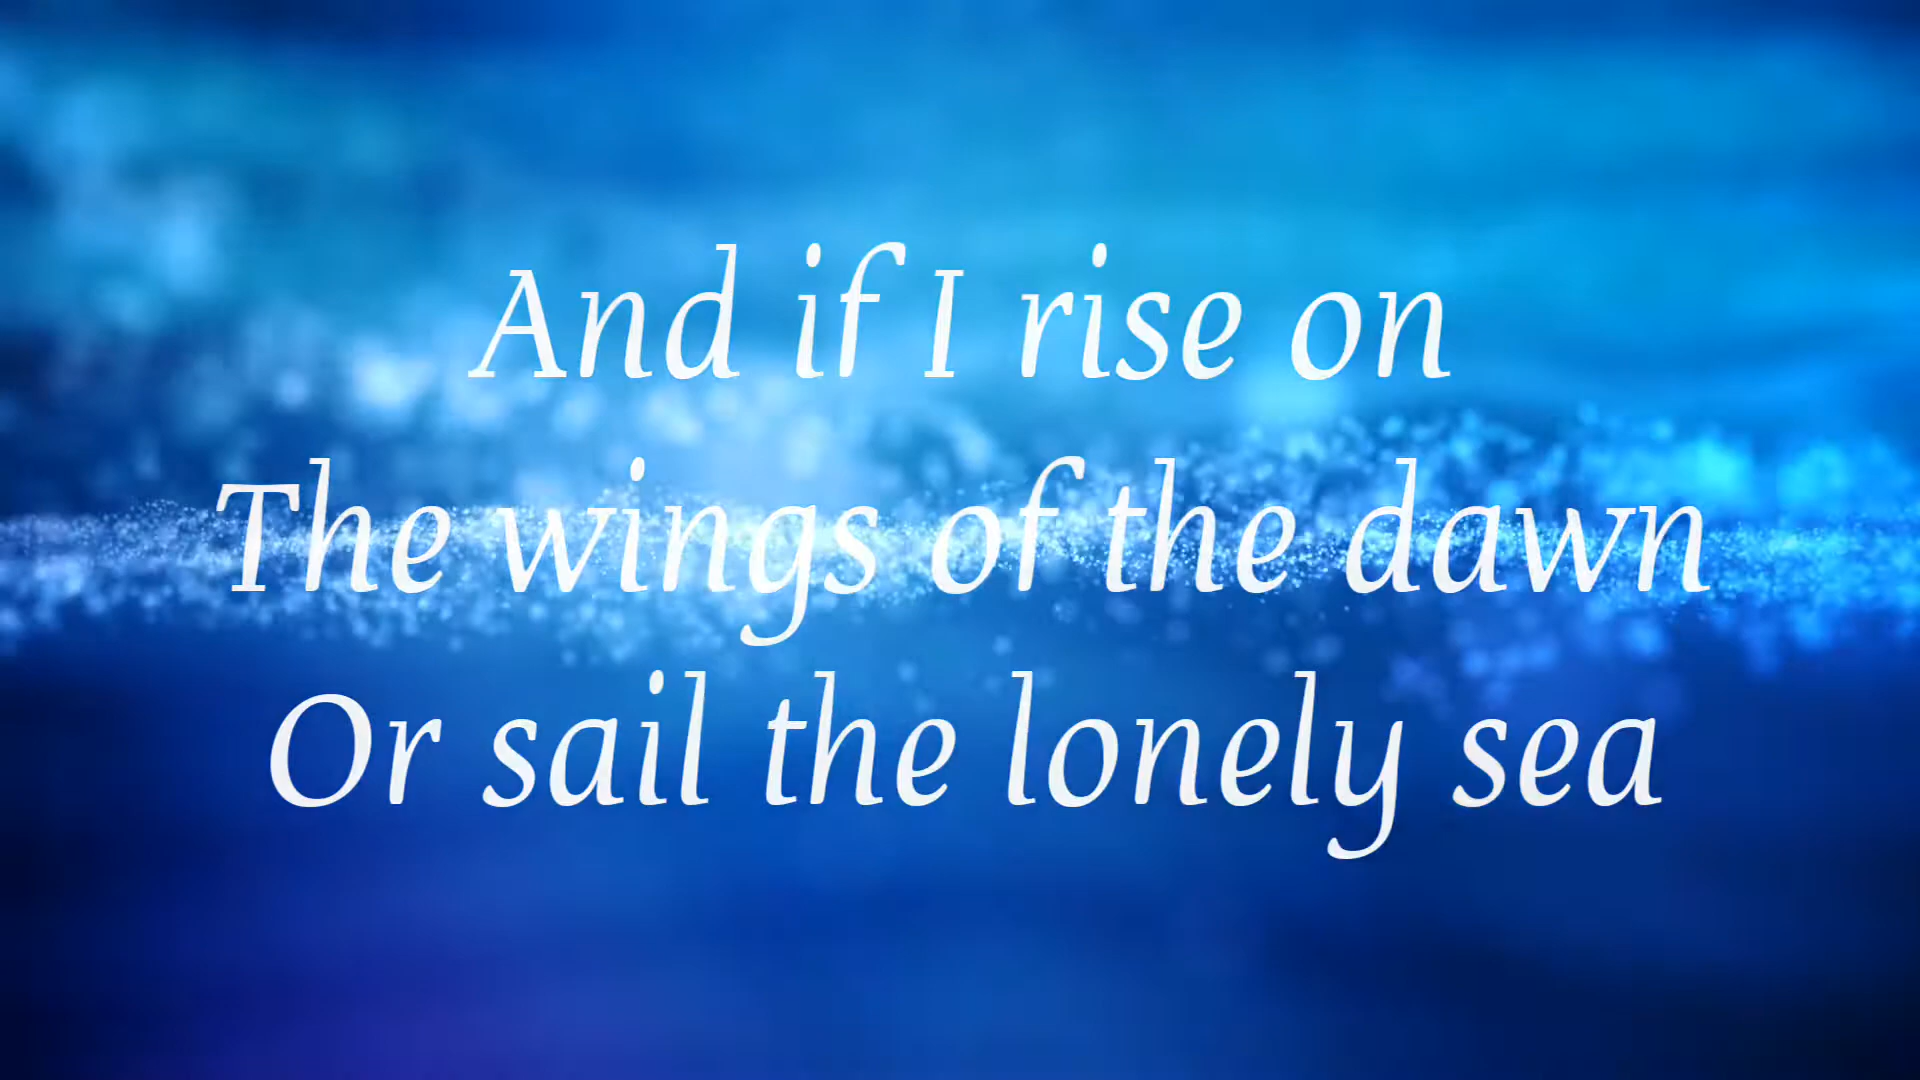 And if I rise on
The wings of the dawn
Or sail the lonely sea